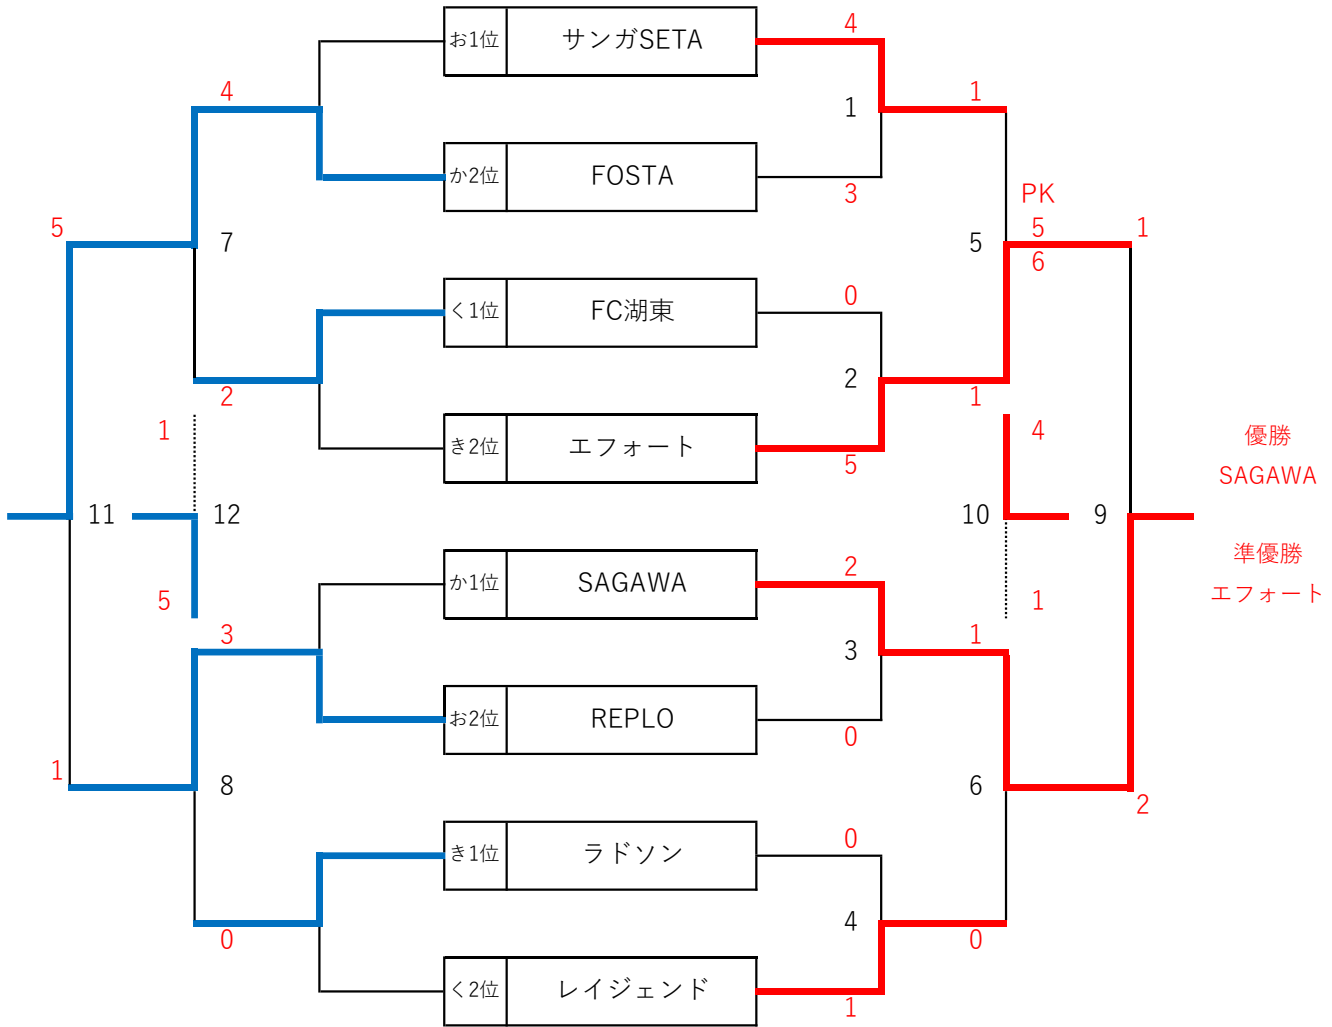 お1位 サンガSETA 4
4 1 1
か2位 FOSTA 3
PK
5 5 1
7 5 6
く1位 FC湖東 0
2 2 1
1 4 優勝
き2位 エフォート 5
SAGAWA
11 12 10 9
準優勝
か1位 SAGAWA 2
5 1 エフォート
3 3 1
お2位 REPLO 0
1 8 6 2
き1位 ラドソン 0
4
0 0
く2位 レイジェンド 1